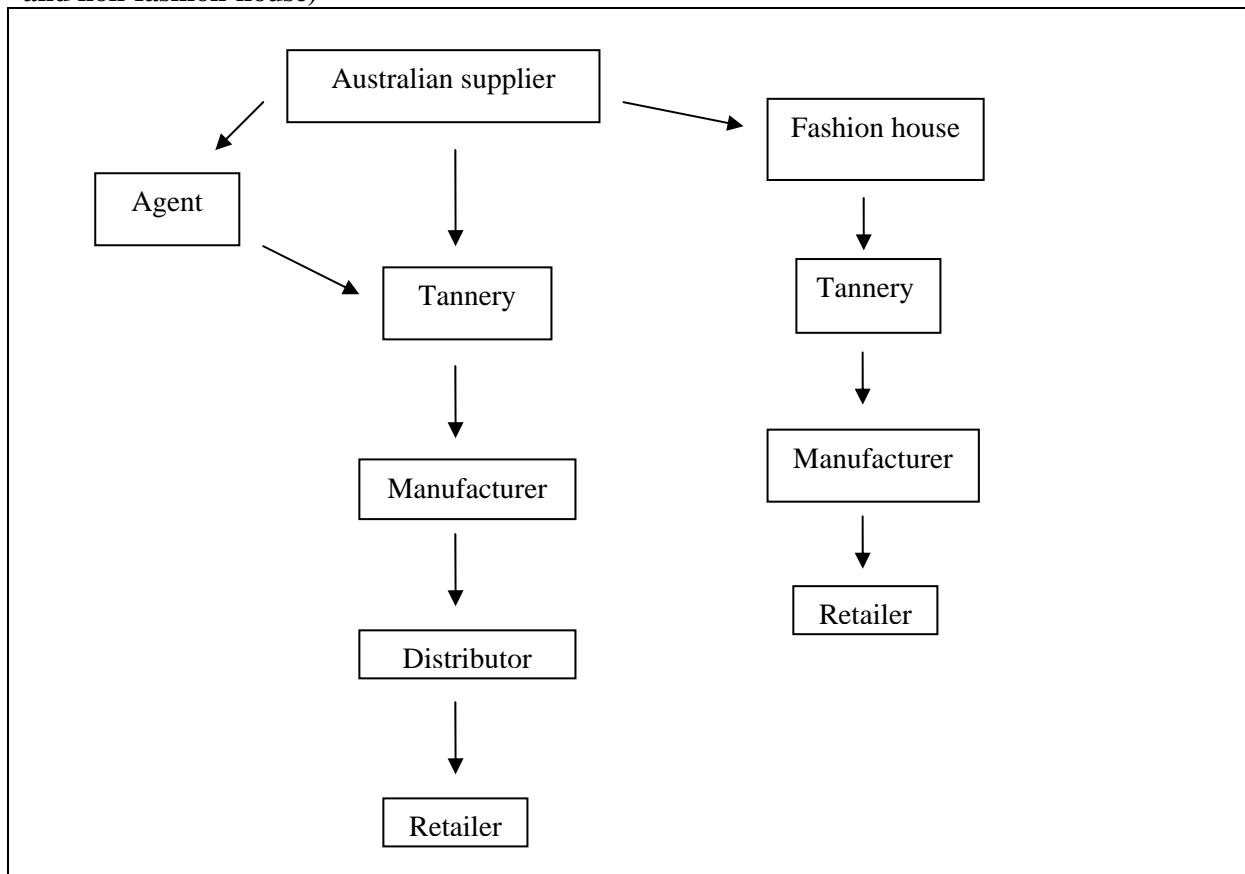 and non-fashion-house)
Australian supplier
Fashion house
Agent
Tannery
Tannery
Manufacturer
Manufacturer
Retailer
Distributor
Retailer